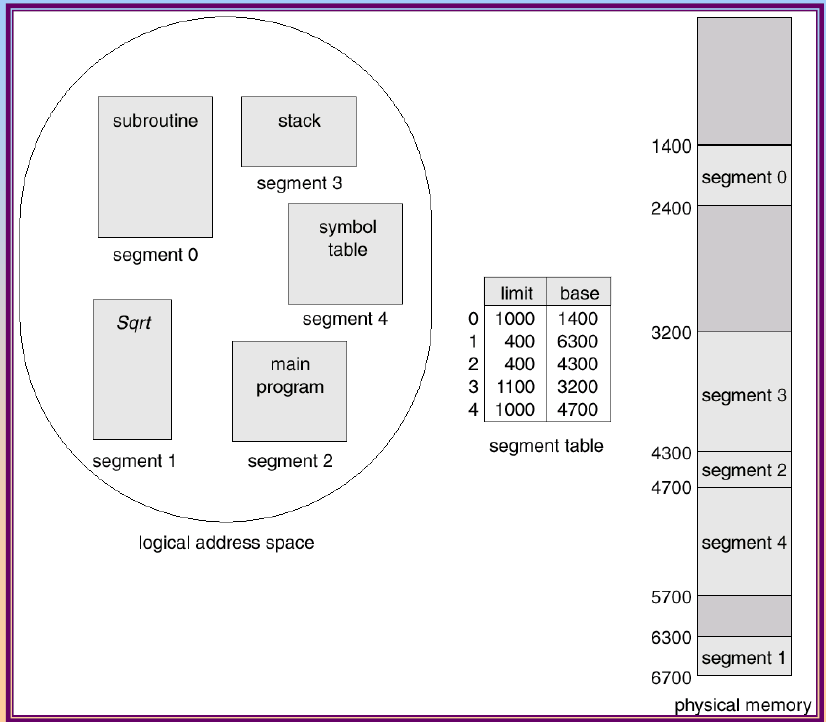 subroutine
segment 0
stack
segment 3
symbol
table
segment 4
Sqrt
segment 1
main
program
segment 2
logical address space
limit base
0 1000 1400
1 400 6300
2 400 4300
3 1100 3200
4 1000 4700
segment table
1400
segment 0
2400
3200
segment 3
4300
segment 2
4700
segment 4
5700
6300
segment 1
6700
physical memory